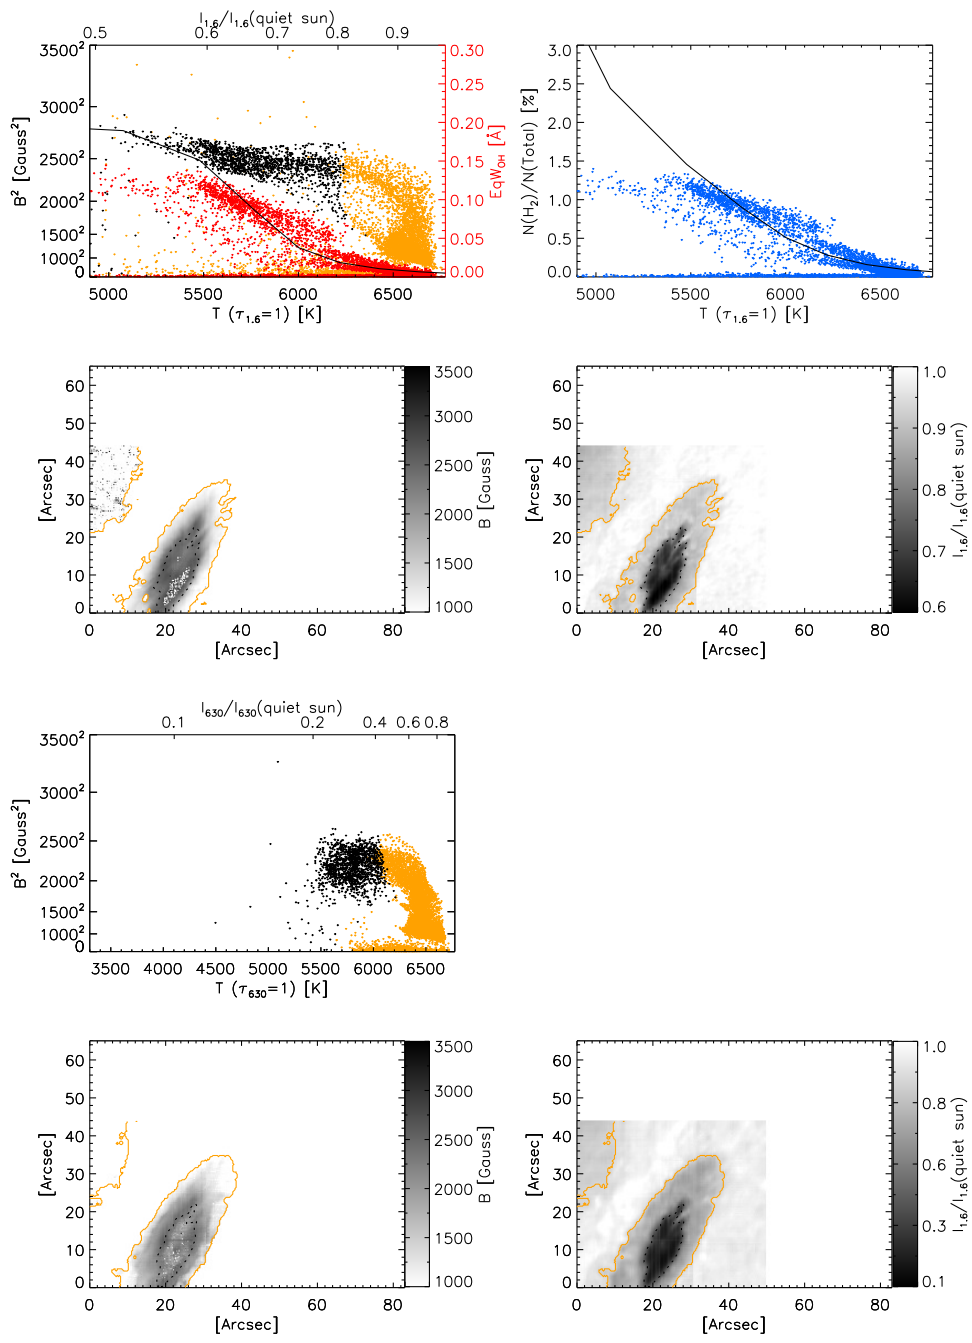 I1.6/I1.6(quiet sun)
0.5 0.6 0.7 0.8 0.9
3500² 3000² 2500² 2000² 1500² 1000² 0
B² [Gauss²]
0.30 0.25 0.20 0.15 0.10 0.05 0.00
EqWOH [Å]
5000 5500 6000 6500
T (τ1.6=1) [K]
3.0 2.5 2.0 1.5 1.0 0.5 0.0
N(H2)/N(Total) [%]
5000 5500 6000 6500
T (τ1.6=1) [K]
60 50 40 30 20 10 0
[Arcsec]
0 20 40 60 80
[Arcsec]
3500 3000 2500 2000 1500 1000
B [Gauss]
60 50 40 30 20 10 0
[Arcsec]
0 20 40 60 80
[Arcsec]
1.0 0.9 0.8 0.7 0.6
I1.6/I1.6(quiet sun)
I630/I630(quiet sun)
0.1 0.2 0.4 0.6 0.8
3500² 3000² 2500² 2000² 1500² 1000² 0
B² [Gauss²]
3500 4000 4500 5000 5500 6000 6500
T (τ630=1) [K]
60 50 40 30 20 10 0
[Arcsec]
0 20 40 60 80
[Arcsec]
3500 3000 2500 2000 1500 1000
B [Gauss]
60 50 40 30 20 10 0
[Arcsec]
0 20 40 60 80
[Arcsec]
1.0 0.8 0.6 0.3 0.1
I1.6/I1.6(quiet sun)